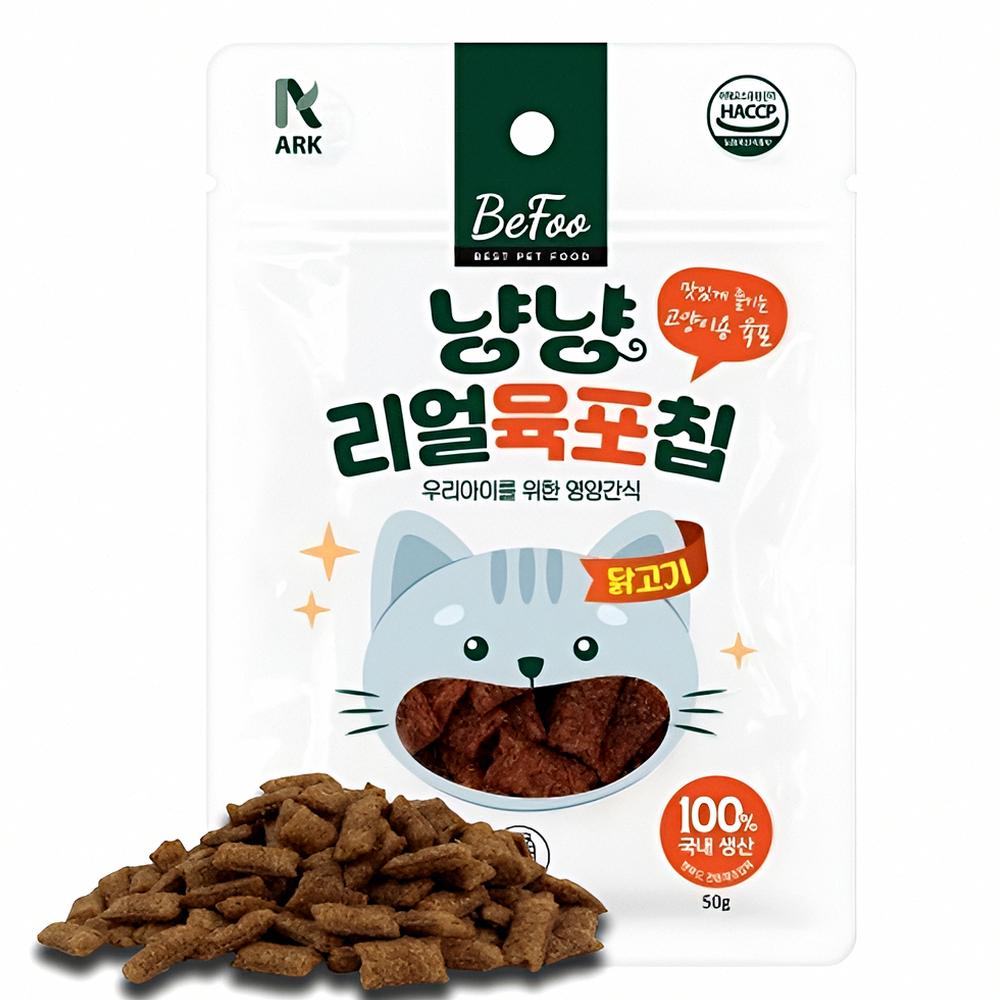 ARK
HACCP
BeFoo
BEST PET FOOD
냥냥
맛있게 즐기는
고양이용 육포
리얼육포칩
우리아이를 위한 영양간식
닭고기
100%
국내 생산
50g